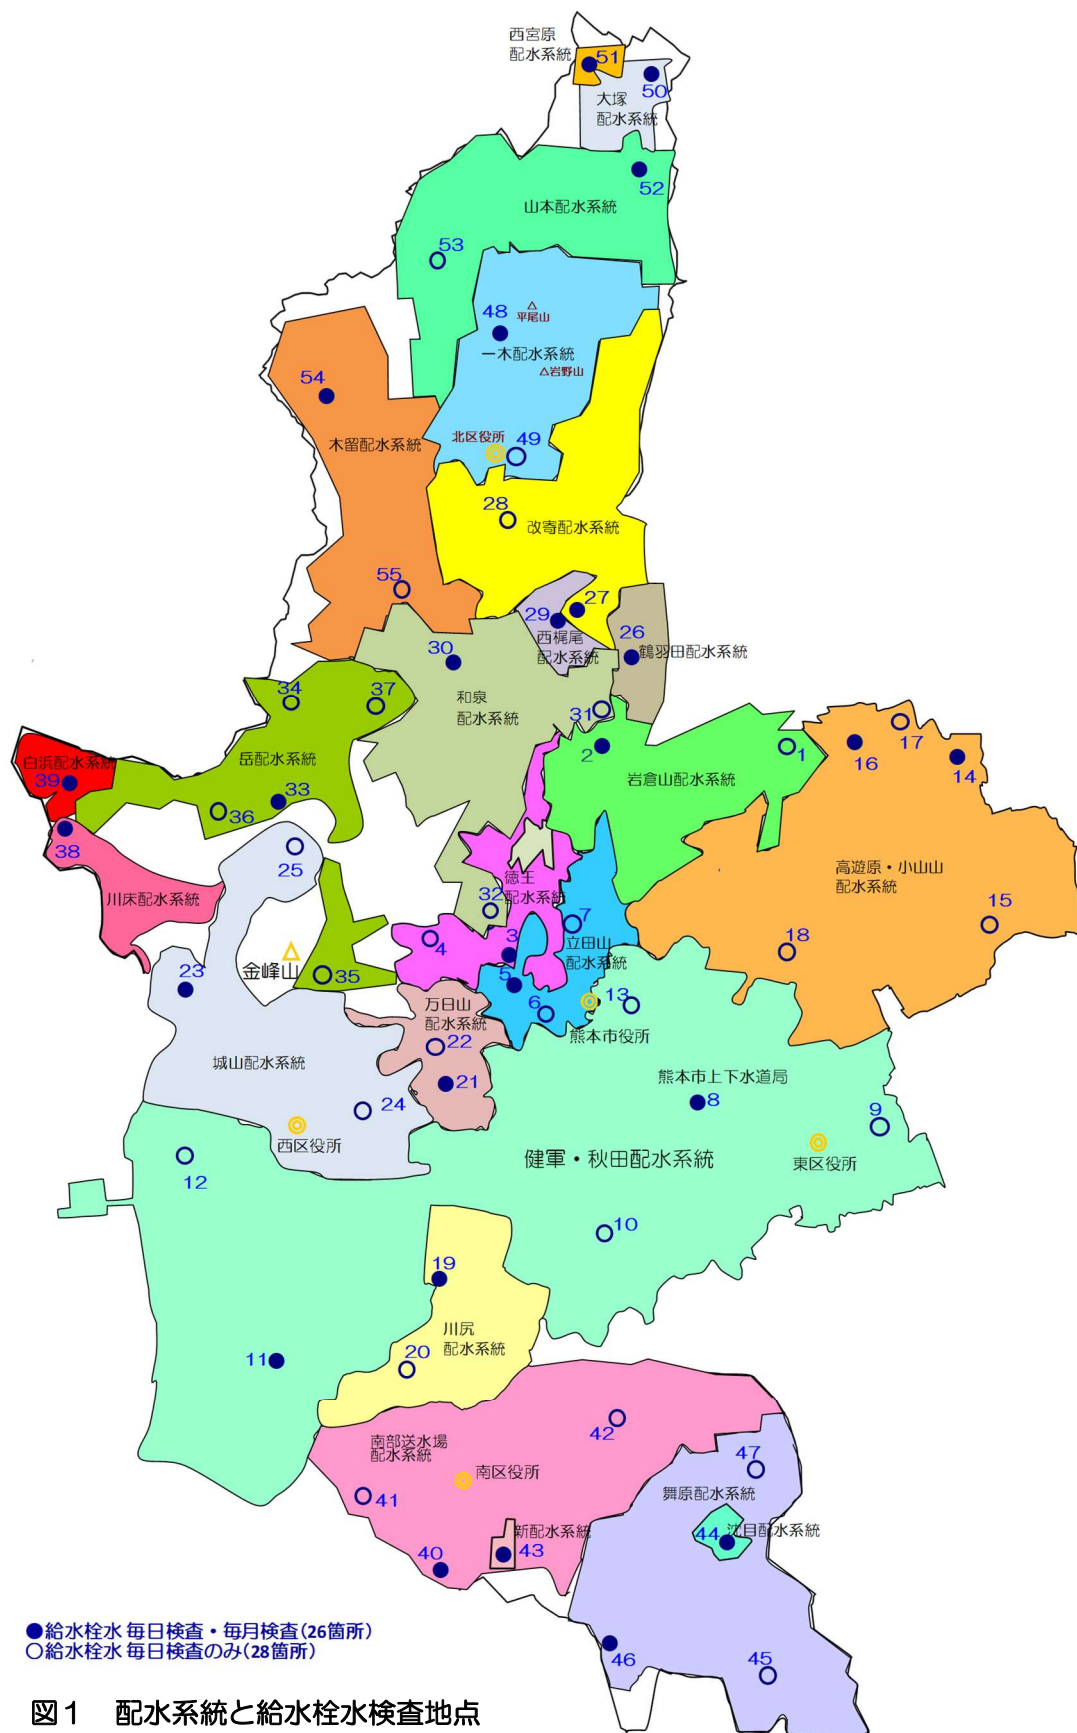 西宮原
配水系統
51
50
大塚
配水系統
52
山本配水系統
53
48
平尾山
一木配水系統
岩野山
54
木留配水系統
北区役所
49
28
改寄配水系統
55
27
29
西梶尾
配水系統
26
鶴羽田配水系統
30
和泉
配水系統
31
34
37
岳配水系統
白浜配水系統
39
33
36
38
25
川床配水系統
2
岩倉山配水系統
1
16
17
14
高遊原・小山山
配水系統
15
18
徳王
配水系統
32
7
立田山
配水系統
4
3
5
6
13
熊本市役所
金峰山
35
23
万日山
配水系統
22
21
城山配水系統
24
西区役所
熊本市上下水道局
8
9
東区役所
健軍・秋田配水系統
12
10
19
川尻
配水系統
20
11
42
南部送水場
配水系統
南区役所
41
新配水系統
43
40
47
舞原配水系統
44
沈目配水系統
46
45
●給水栓水 毎日検査・毎月検査(26箇所)
○給水栓水 毎日検査のみ(28箇所)
図1 配水系統と給水栓水検査地点